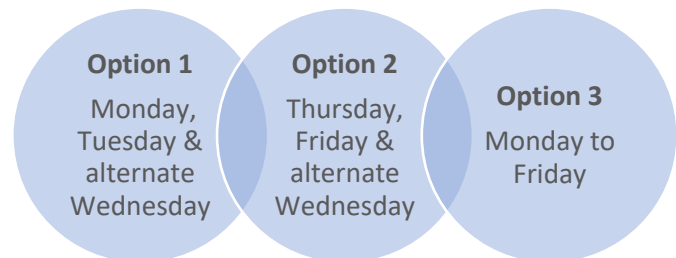 Option 1
Monday,
Tuesday &
alternate
Wednesday
Option 2
Thursday,
Friday &
alternate
Wednesday
Option 3
Monday to
Friday